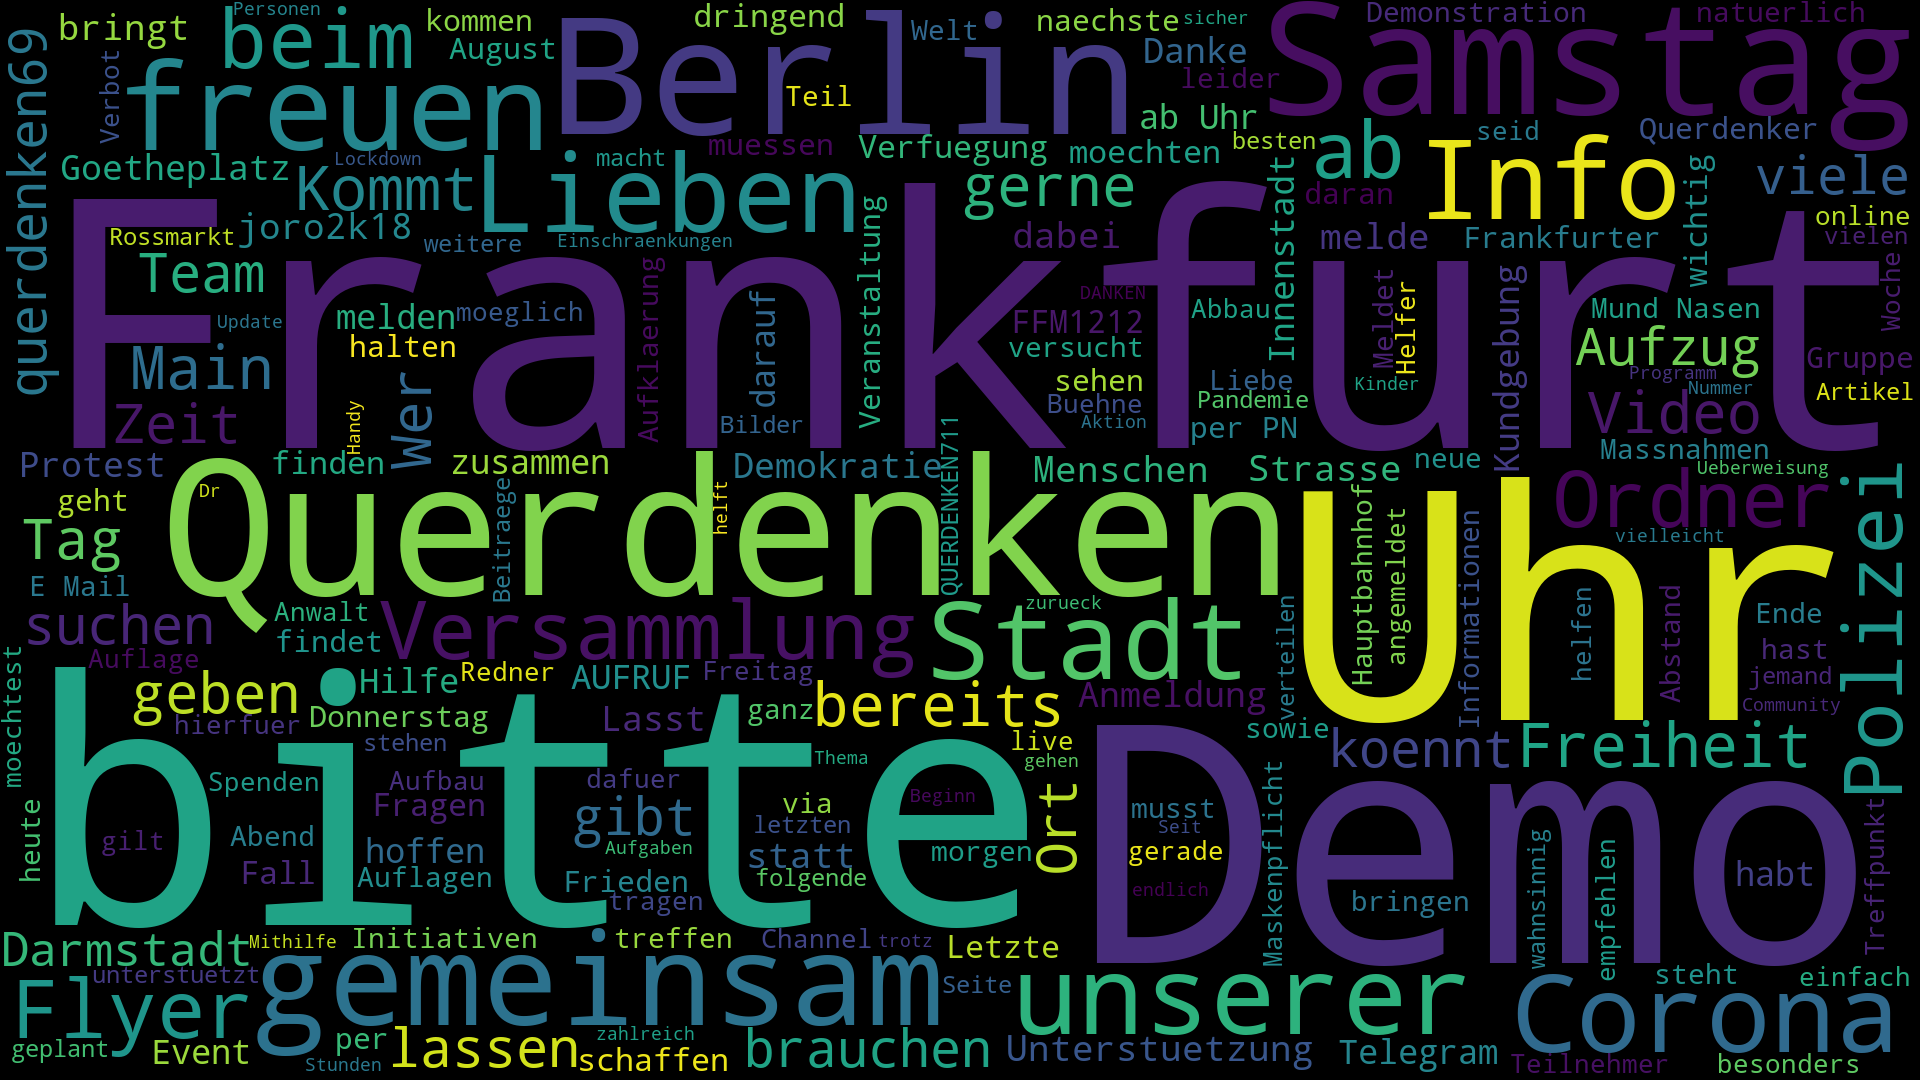 Personen
bringt
beim
kommen
August
Berlin
dringend
Welt
naechste
sicher
Danke
leider
Samstag
Demonstration
natuerlich
querdenken69
Verbot
freuen
Teil
ab Uhr
besten
seid
Querdenker
Goetheplatz
Lockdown
macht
muessen
Verfuegung
moechten
ab
Info
viele
Kommt
Lieben
gerne
Innenstadt
daran
wichtig
online
Rossmarkt
joro2k18
weitere
Einschraenkungen
Veranstaltung
dabei
melde
Frankfurter
vielen
Frankfurt
Team
Aufklaerung
DANKEN
Meldet
Helfer
Kundgebung
Woche
Update
melden
moeglich
darauf
FFM1212
Abbau
Mund Nasen
halten
versucht
Aufzug
Gruppe
Main
sehen
Liebe
Kinder
Programm
Nummer
Artikel
Zeit
Handy
Wer
Bilder
Buehne
Aktion
Pandemie
per PN
Video
Massnahmen
Protest
finden
zusammen
Demokratie
QUERDENKEN711
Menschen
Strasse
neue
Ueberweisung
geht
Dr
Querdenken
helft
Beitraege
Uhr
Hauptbahnhof
angemeldet
Informationen
Ordner
Polizei
Tag
vielleicht
E Mail
suchen
Anwalt
findet
Versammlung
zurueck
Stadt
verteilen
helfen
Abstand
Ende
moechtest
Auflage
Hilfe
Redner
AUFRUF
Freitag
hast
jemand
geben
hierfuer
Donnerstag
Lasst
ganz
bereits
Anmeldung
Community
bitte
stehen
Thema
live
gehen
sowie
koennt
Freiheit
Spenden
Aufbau
dafuer
Fragen
via
Beginn
Ort
Demo
musst
Maskenpflicht
heute
gilt
Abend
gibt
letzten
Seit
Treffpunkt
hoffen
Aufgaben
statt
morgen
gerade
wahnsinnig
empfehlen
Fall
Auflagen
Frieden
folgende
endlich
habt
tragen
bringen
Darmstadt
Mithilfe
Initiativen
treffen
Channel
trotz
Letzte
unterstuetzt
gemeinsam
Seite
steht
einfach
Flyer
unserer
Corona
geplant
Event
per
Stunden
lassen
zahlreich
schaffen
brauchen
Unterstuetzung
Telegram
Teilnehmer
besonders